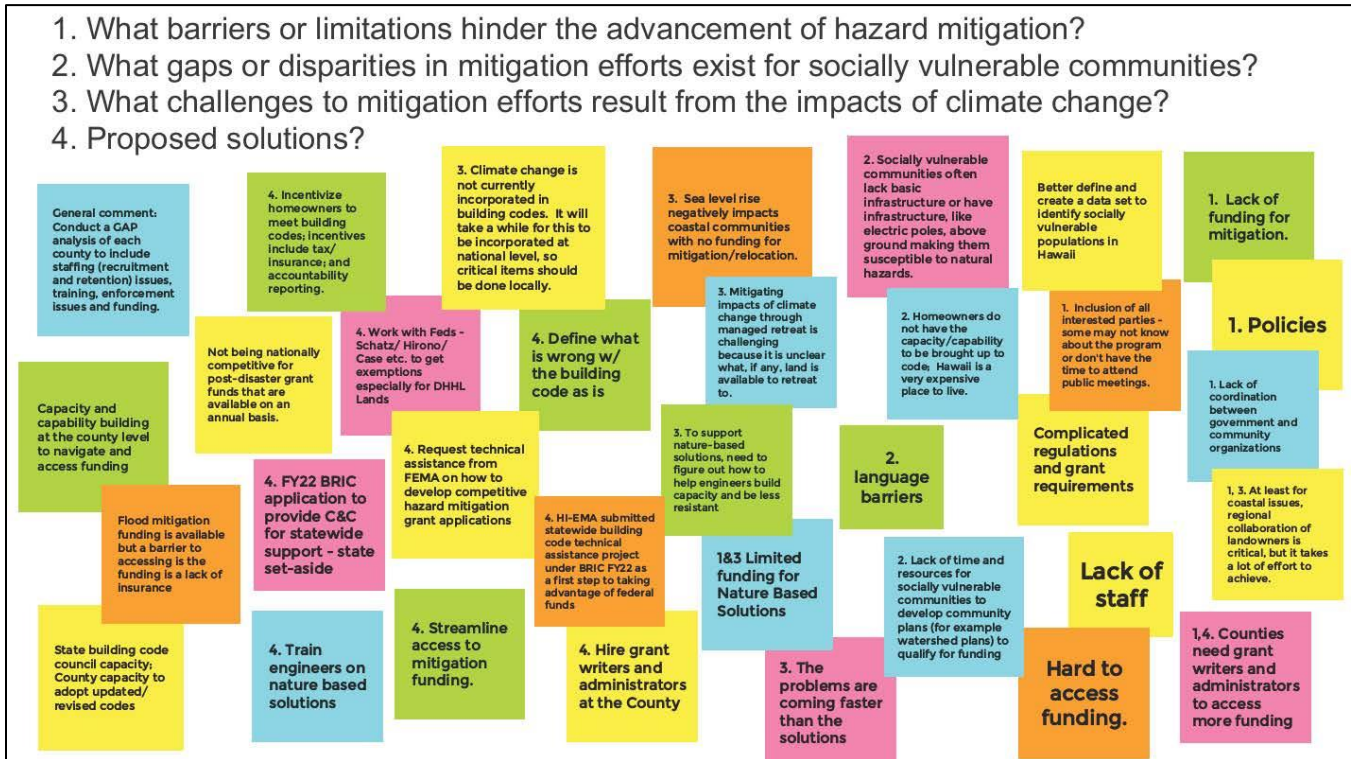 1. What barriers or limitations hinder the advancement of hazard mitigation?
2. What gaps or disparities in mitigation efforts exist for socially vulnerable communities?
3. What challenges to mitigation efforts result from the impacts of climate change?
4. Proposed solutions?
General comment:
Conduct a GAP
analysis of each
county to include
staffing (recruitment
and retention) issues,
training, enforcement
issues and funding.
4. Incentivize
homeowners to
meet building
codes; incentives
include tax/
insurance; and
accountability
reporting.
3. Climate change is
not currently
incorporated in
building codes. It will
take a while for this to
be incorporated at
national level, so
critical items should
be done locally.
3. Sea level rise
negatively impacts
coastal communities
with no funding for
mitigation/relocation.
2. Socially vulnerable
communities often
lack basic
infrastructure or have
infrastructure, like
electric poles, above
ground making them
susceptible to natural
hazards.
Better define and
create a data set to
identify socially
vulnerable
populations in
Hawaii
1. Lack of
funding for
mitigation.
Not being nationally
competitive for
post-disaster grant
funds that are
available on an
annual basis.
4. Work with Feds -
Schatz/ Hirono/
Case etc. to get
exemptions
especially for DHHL
Lands
4. Define what
is wrong w/
the building
code as is
3. Mitigating
impacts of climate
change through
managed retreat is
challenging
because it is unclear
what, if any, land is
available to retreat
to.
2. Homeowners do
not have the
capacity/capability
to be brought up to
code; Hawaii is a
very expensive
place to live.
1. Inclusion of all
interested parties -
some may not know
about the program
or don't have the
time to attend
public meetings.
1. Policies
Capacity and
capability building
at the county level
to navigate and
access funding
4. Request technical
assistance from
FEMA on how to
develop competitive
hazard mitigation
grant applications
3. To support
nature-based
solutions, need to
figure out how to
help engineers build
capacity and be less
resistant
2.
language
barriers
Complicated
regulations
and grant
requirements
1. Lack of
coordination
between
government and
community
organizations
Flood mitigation
funding is available
but a barrier to
accessing is the
funding is a lack of
insurance
4. FY22 BRIC
application to
provide C&C
for statewide
support - state
set-aside
4. HI-EMA submitted
statewide building
code technical
assistance project
under BRIC FY22 as
a first step to taking
advantage of federal
funds
1&3 Limited
funding for
Nature Based
Solutions
2. Lack of time and
resources for
socially vulnerable
communities to
develop community
plans (for example
watershed plans) to
qualify for funding
Lack of
staff
1, 3. At least for
coastal issues,
regional
collaboration of
landowners is
critical, but it takes
a lot of effort to
achieve.
State building code
council capacity;
County capacity to
adopt updated/
revised codes
4. Train
engineers on
nature based
solutions
4. Streamline
access to
mitigation
funding.
4. Hire grant
writers and
administrators
at the County
3. The
problems are
coming faster
than the
solutions
Hard to
access
funding.
1,4. Counties
need grant
writers and
administrators
to access
more funding